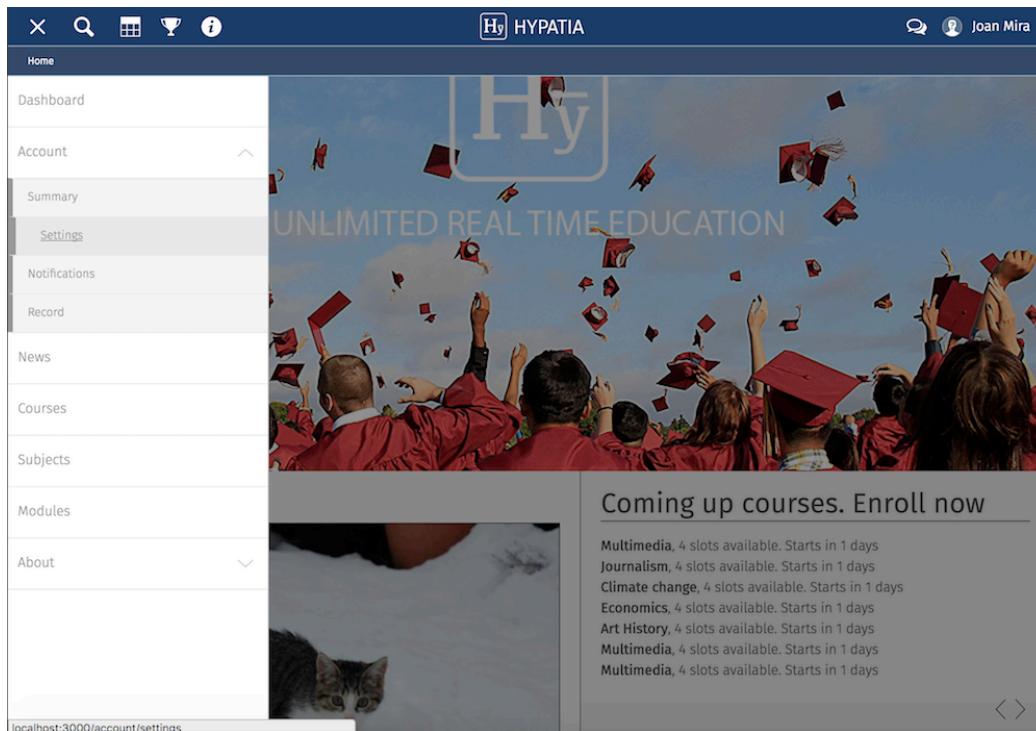 Hy HYPATIA
Joan Mira
Home
Dashboard
Account
Summary
Settings
Notifications
Record
News
Courses
Subjects
Modules
About
Hy
UNLIMITED REAL TIME EDUCATION
Coming up courses. Enroll now
Multimedia, 4 slots available. Starts in 1 days
Journalism, 4 slots available. Starts in 1 days
Climate change, 4 slots available. Starts in 1 days
Economics, 4 slots available. Starts in 1 days
Art History, 4 slots available. Starts in 1 days
Multimedia, 4 slots available. Starts in 1 days
Multimedia, 4 slots available. Starts in 1 days
localhost:3000/account/settings